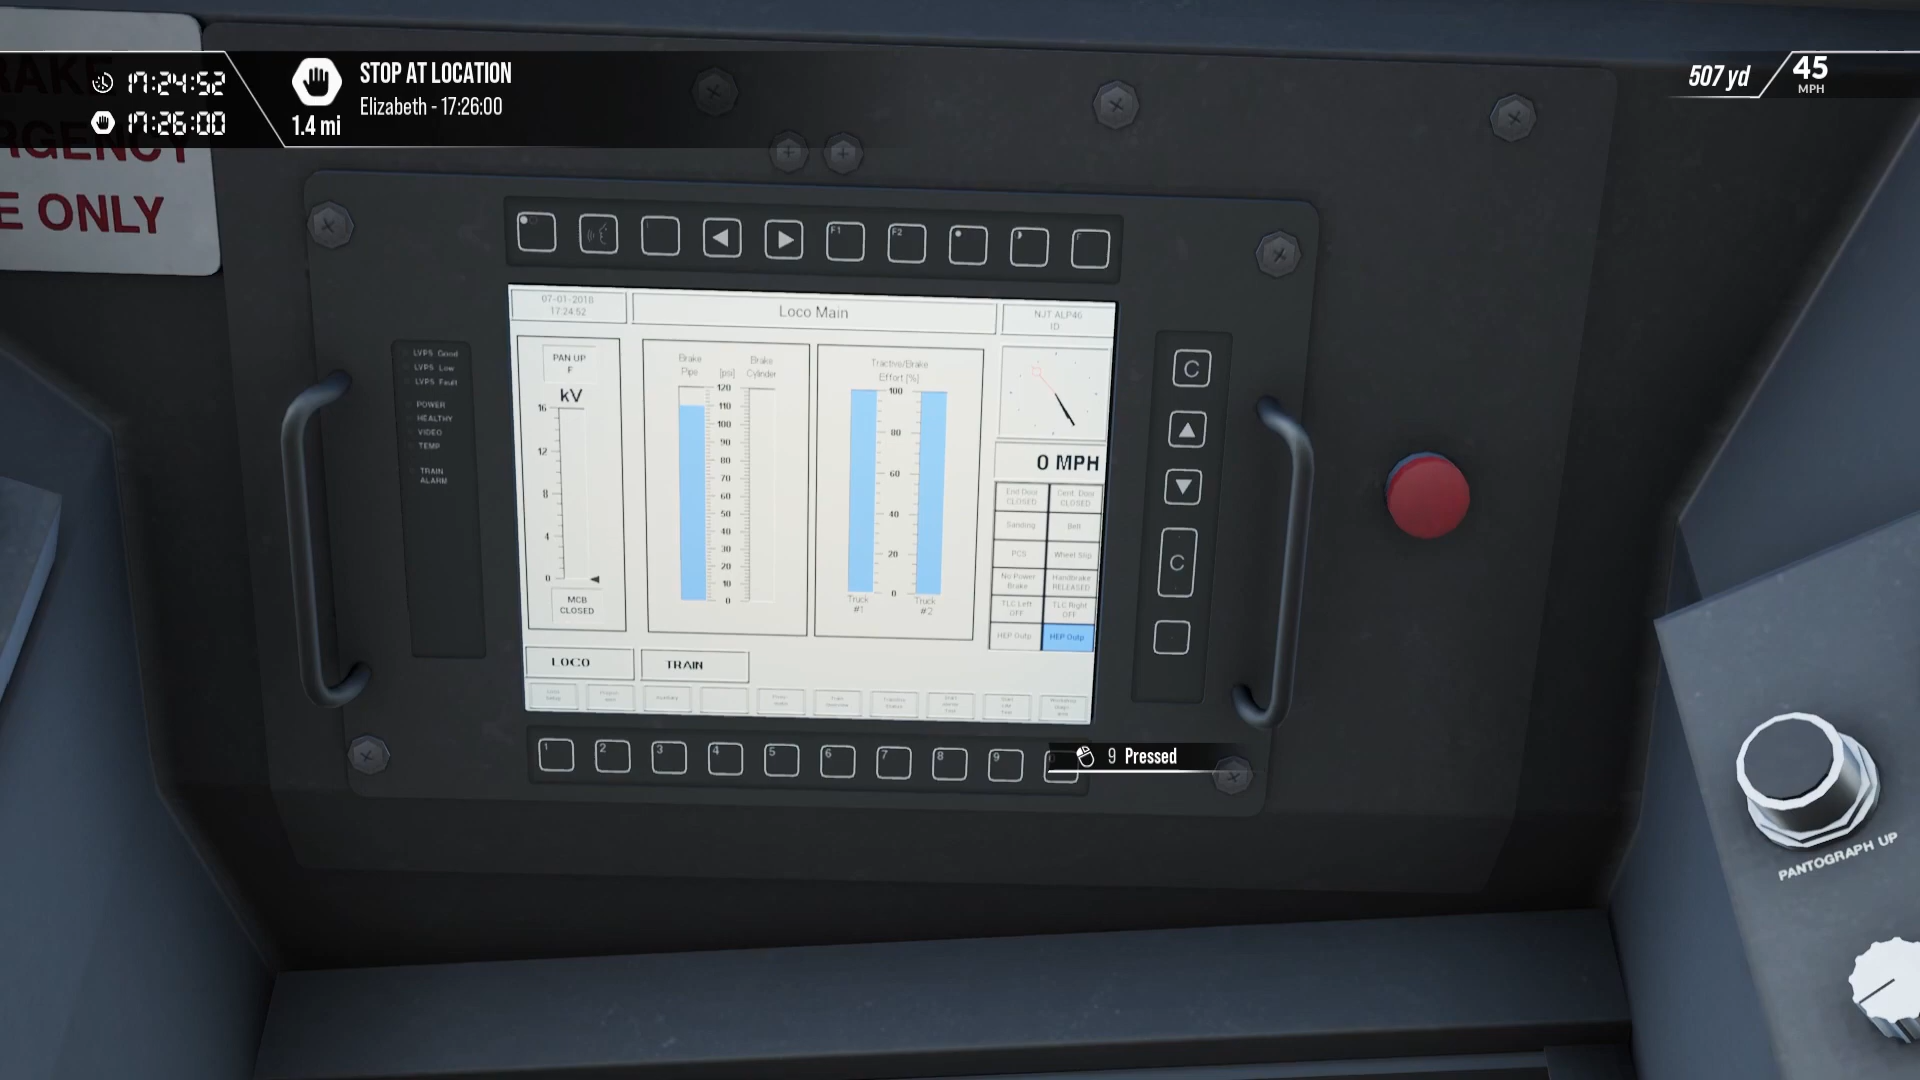 17:24:52
17:26:00
STOP AT LOCATION
Elizabeth - 17:26:00
1.4 mi
507 yd
45
MPH
E ONLY
F1
F2
07-01-2018
17:24:52
Loco Main
NJT ALP46
ID:
LVPS Good
LVPS Low
LVPS Fault
POWER
HEALTHY
VIDEO
TEMP
TRAIN
ALARM
PAN UP
F
kV
16
12
8
4
0
MCB
CLOSED
Brake
Pipe
[psi]
Brake
Cylinder
120
110
100
90
80
70
60
50
40
30
20
10
0
Tractive/Brake
Effort [%]
100
80
60
40
20
0
Truck
#1
Truck
#2
0 MPH
End Door
CLOSED
Cent. Door
CLOSED
Sanding
Bell
PCS
Wheel Slip
No Power
Brake
Handbrake
RELEASED
TLC Left
OFF
TLC Right
OFF
HEP Outp
HEP Outp
LOCO
TRAIN
1
2
3
4
5
6
7
8
9
9 Pressed
C
C
PANTOGRAPH UP